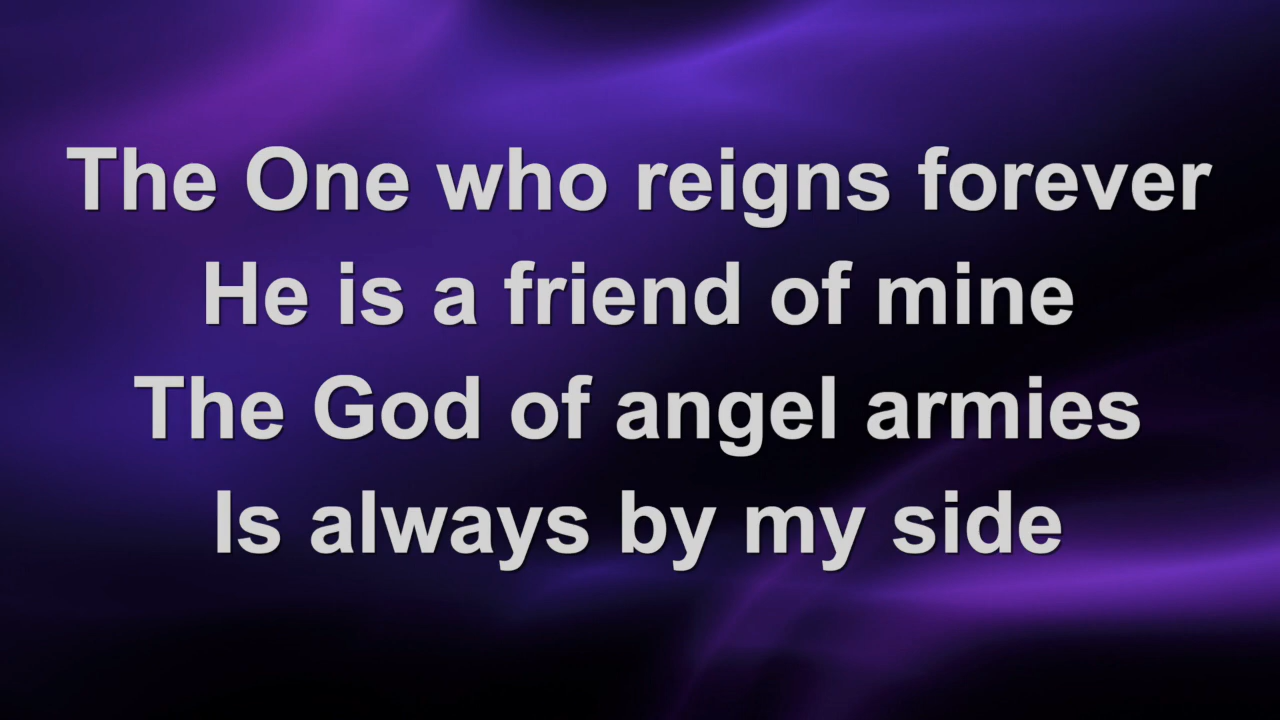 The One who reigns forever
He is a friend of mine
The God of angel armies
Is always by my side